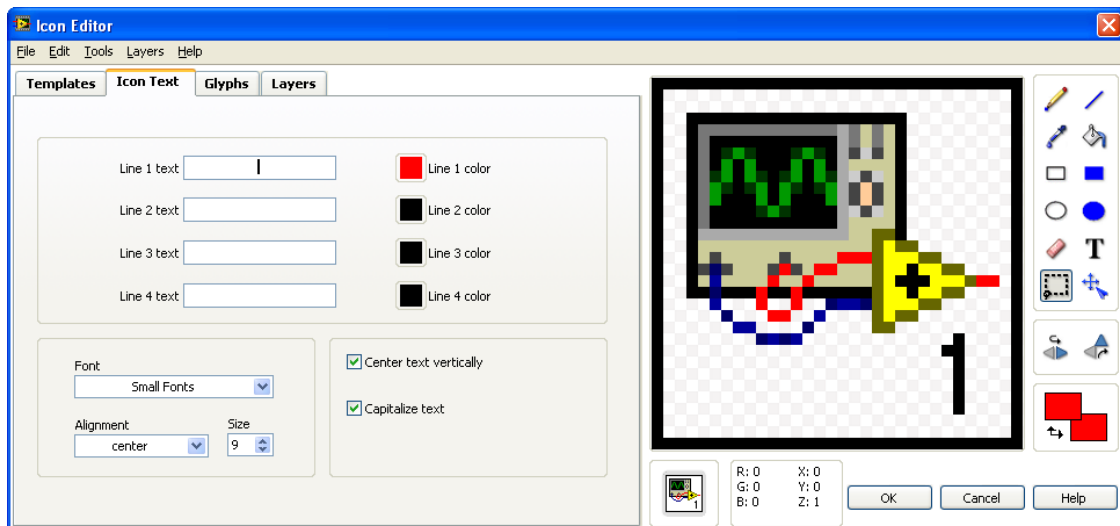 Icon Editor
File Edit Tools Layers Help
Templates Icon Text Glyphs Layers
Line 1 text Line 1 color
Line 2 text Line 2 color
Line 3 text Line 3 color
Line 4 text Line 4 color
Font
Small Fonts
Alignment Size
center 9
Center text vertically
Capitalize text
1
T
1
R: 0 X: 0
G: 0 Y: 0
B: 0 Z: 1
OK Cancel Help